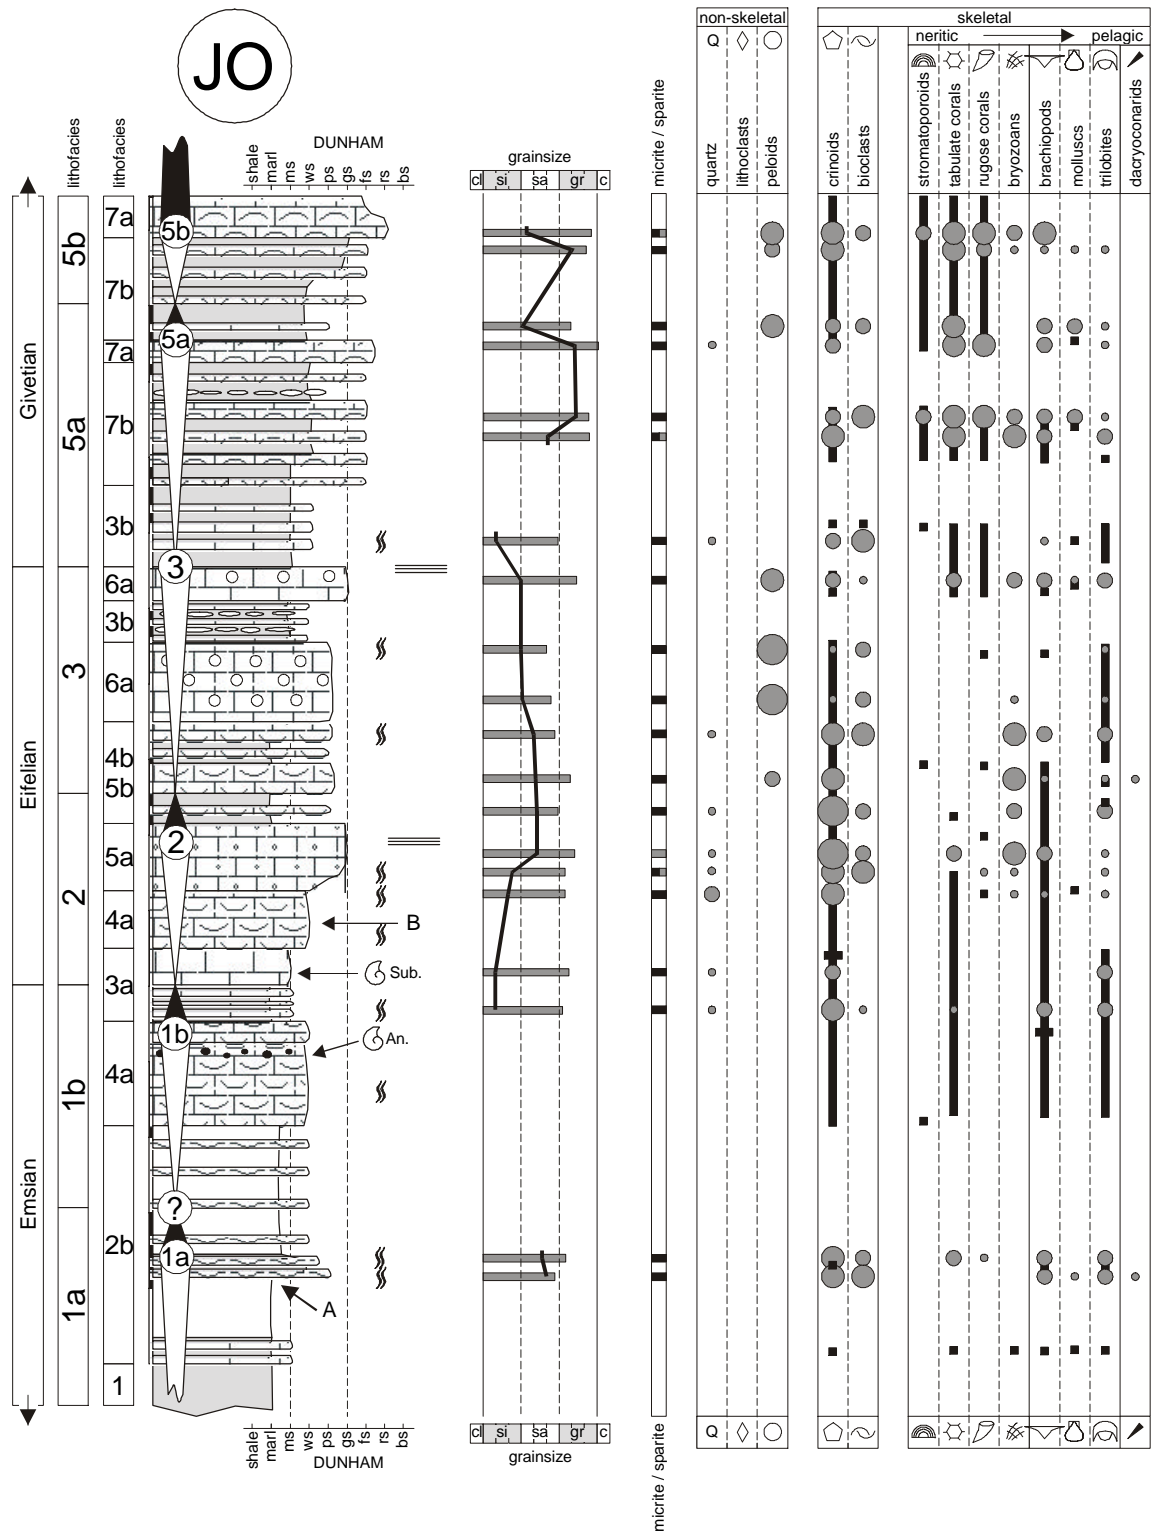 JO
non-skeletal
skeletal
neritic
pelagic
Q
lithofacies
lithofacies
DUNHAM
shale
marl
ms
ws
ps
gs
fs
rs
bs
grainsize
cl
si
sa
gr
c
micrite / sparite
quartz
lithoclasts
peloids
crinoids
bioclasts
stromatoporoids
tabulate corals
rugose corals
bryozoans
brachiopods
molluscs
trilobites
dacryoconarids
Givetian
Eifelian
Emsian
5b
5a
3
2
1b
1a
7a
7b
7a
7b
3b
6a
3b
6a
4b
5b
5a
4a
3a
4a
2b
1
5b
5a
3
2
1b
?
1a
B
Sub.
An.
A
shale
marl
ms
ws
ps
gs
fs
rs
bs
DUNHAM
cl
si
sa
gr
c
grainsize
micrite / sparite
Q